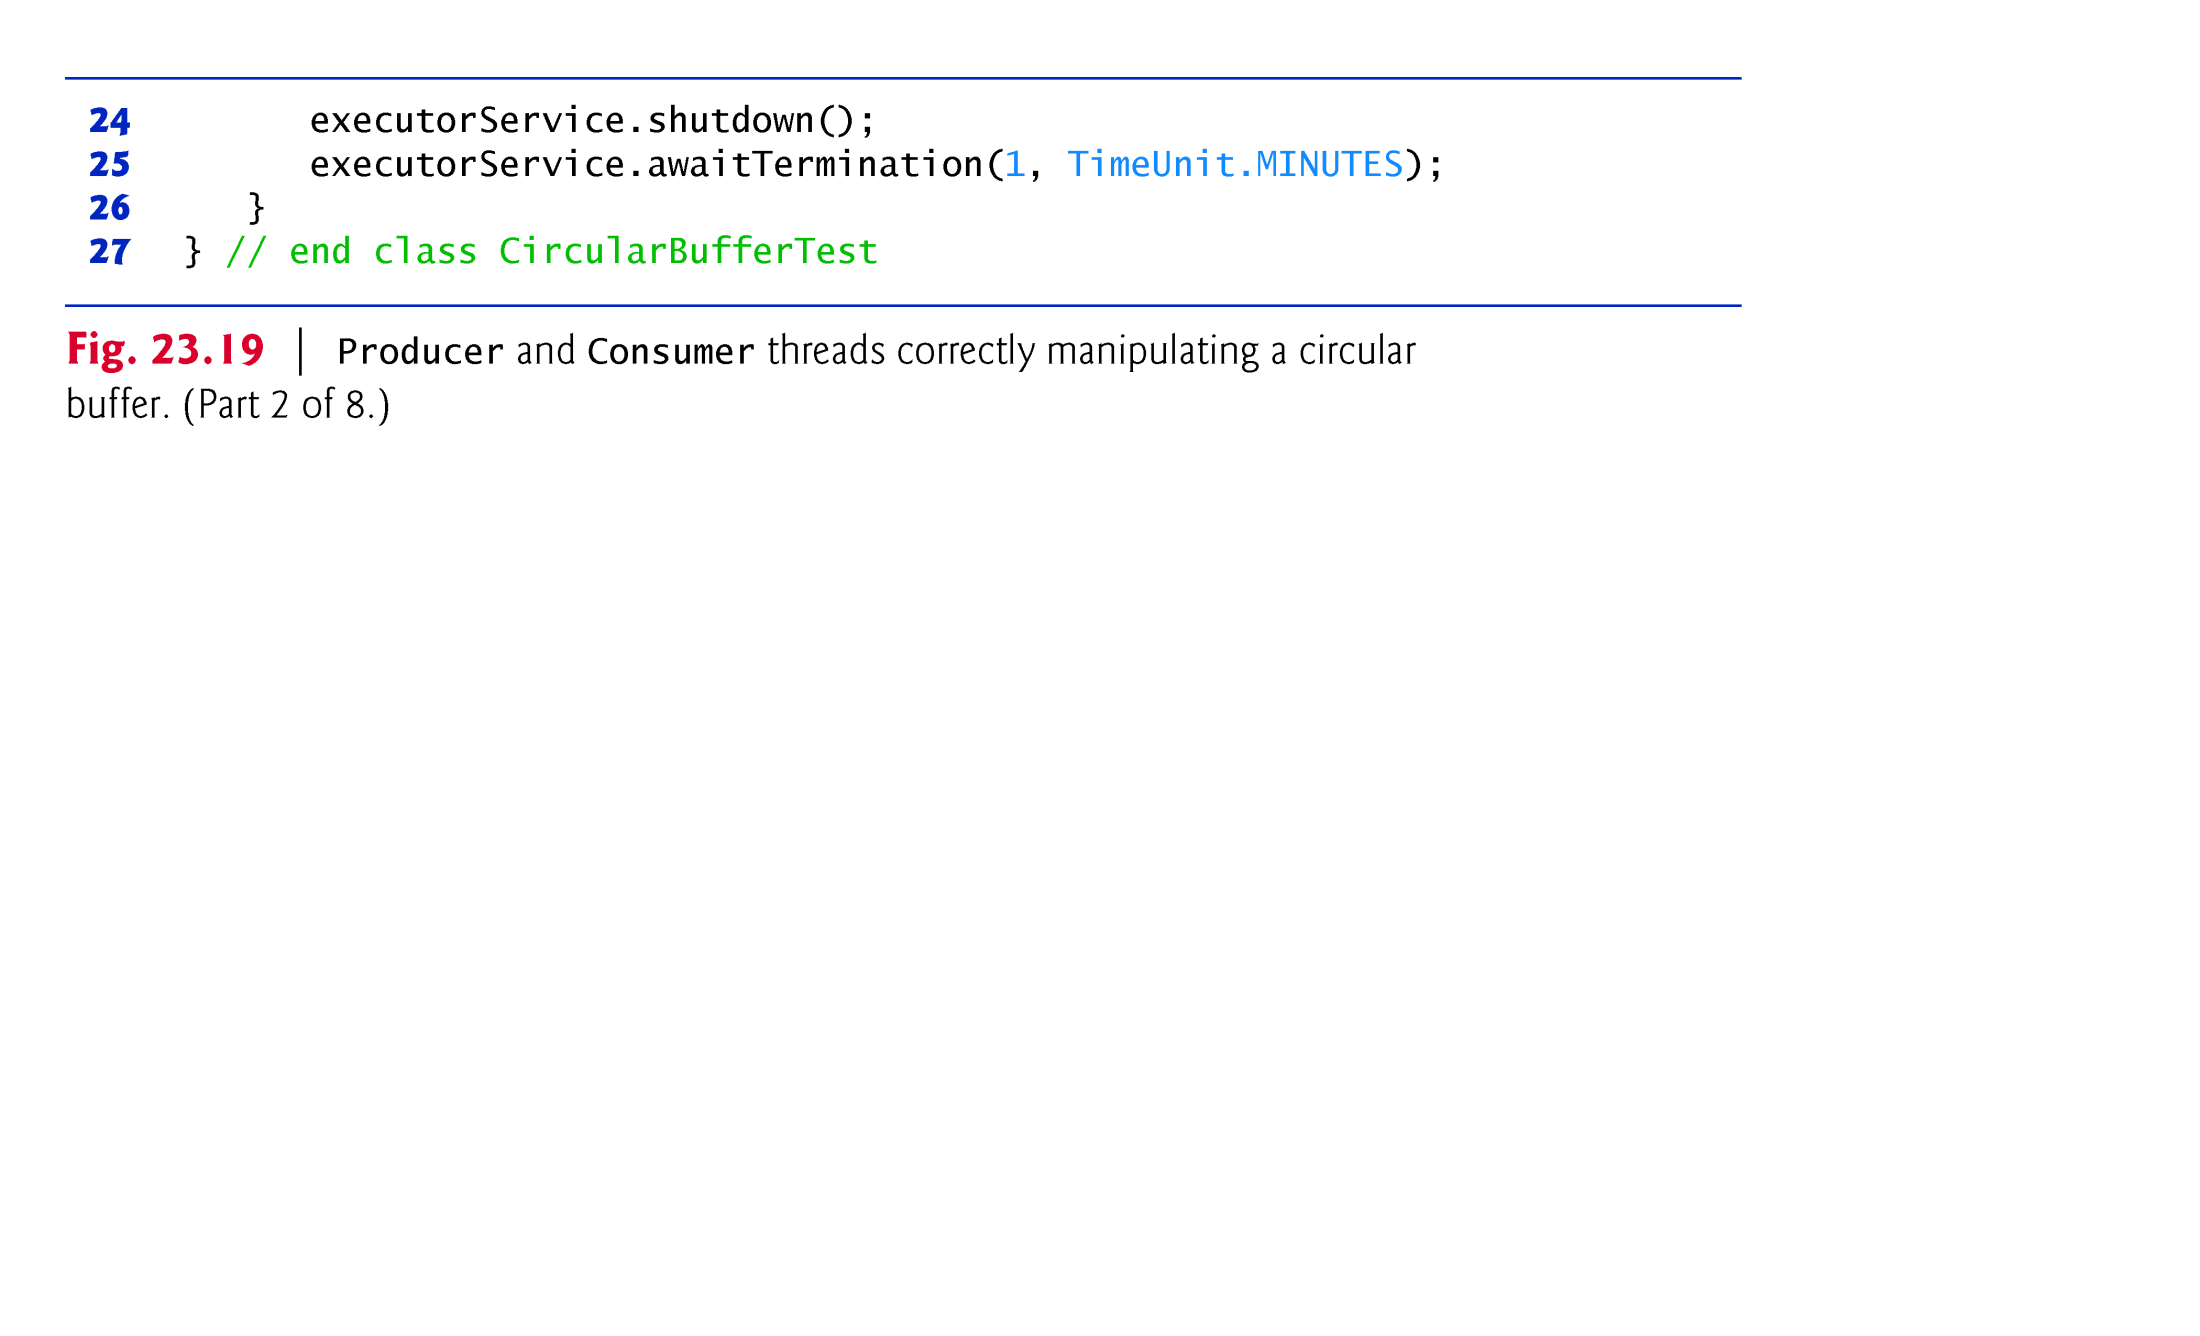 24 executorService.shutdown();
25 executorService.awaitTermination(1, TimeUnit.MINUTES);
26 }
27 } // end class CircularBufferTest
Fig. 23.19 | Producer and Consumer threads correctly manipulating a circular
buffer. (Part 2 of 8.)